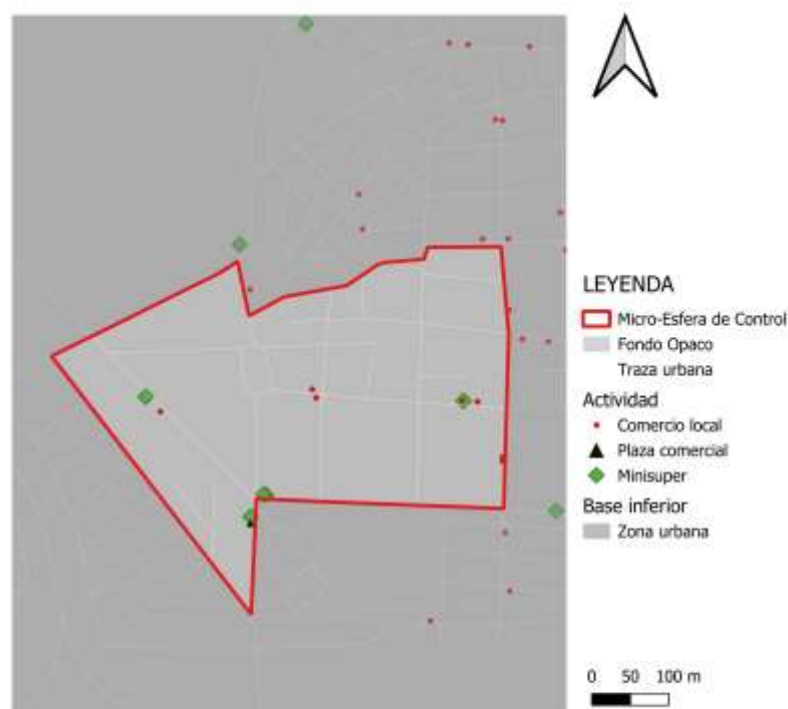 LEYENDA
Micro-Esfera de Control
Fondo Opaco
Traza urbana
Actividad
Comercio local
Plaza comercial
Minisuper
Base inferior
Zona urbana
0 50 100 m